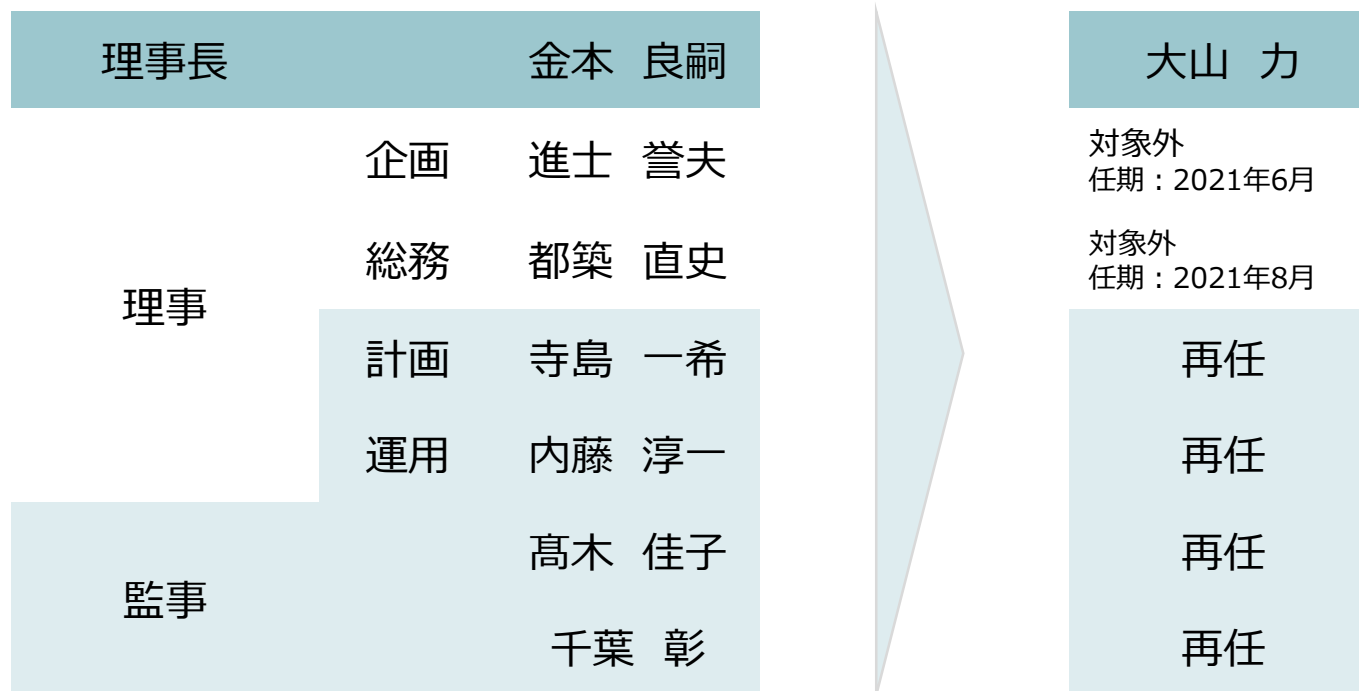 理事長 金本 良嗣 大山 力
企画 進士 誉夫 対象外
任期：2021年6月
総務 都築 直史 対象外
任期：2021年8月
理事
計画 寺島 一希 再任
運用 内藤 淳一 再任
髙木 佳子 再任
監事
千葉 彰 再任